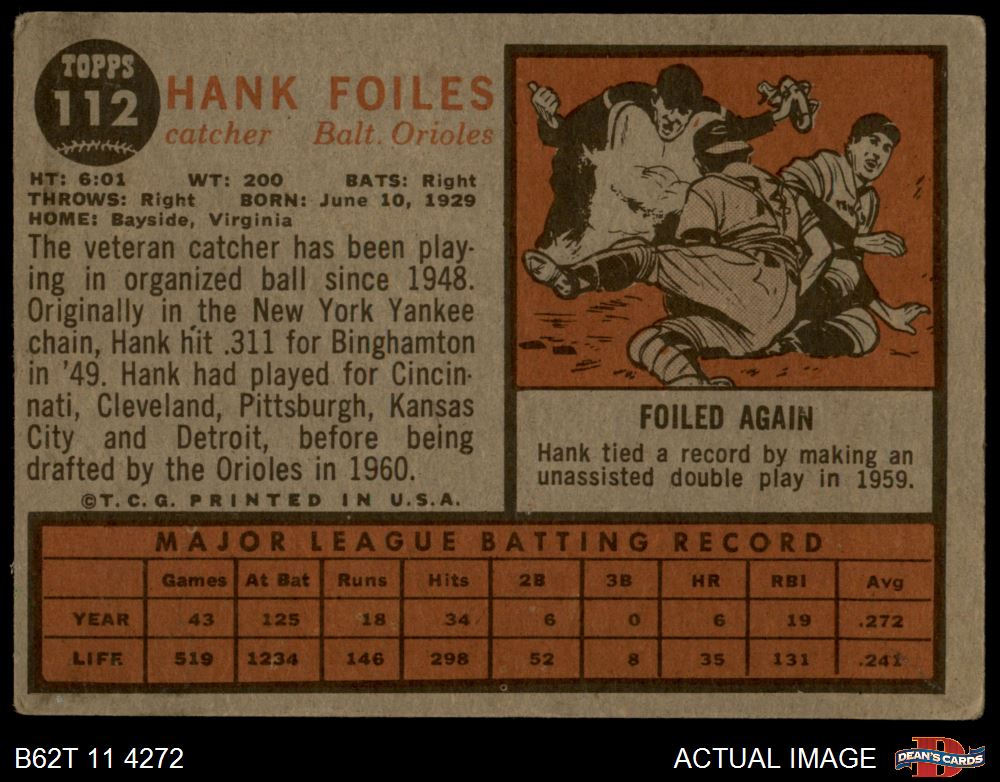 TOPPS
112
HANK FOILES
catcher Balt. Orioles
HT: 6:01 WT: 200 BATS: Right
THROWS: Right BORN: June 10, 1929
HOME: Bayside, Virginia
The veteran catcher has been play-
ing in organized ball since 1948.
Originally in the New York Yankee
chain, Hank hit .311 for Binghamton
in '49. Hank had played for Cincin-
nati, Cleveland, Pittsburgh, Kansas
City and Detroit, before being
drafted by the Orioles in 1960.
©T.C.G. PRINTED IN U.S.A.
FOILED AGAIN
Hank tied a record by making an
unassisted double play in 1959.
MAJOR LEAGUE BATTING RECORD
Games At Bat Runs Hits 2B 3B HR RBI Avg
YEAR 43 125 18 34 6 0 6 19 .272
LIFE 519 1234 146 298 52 8 35 131 .241
B62T 11 4272
ACTUAL IMAGE
D
DEAN'S CARDS